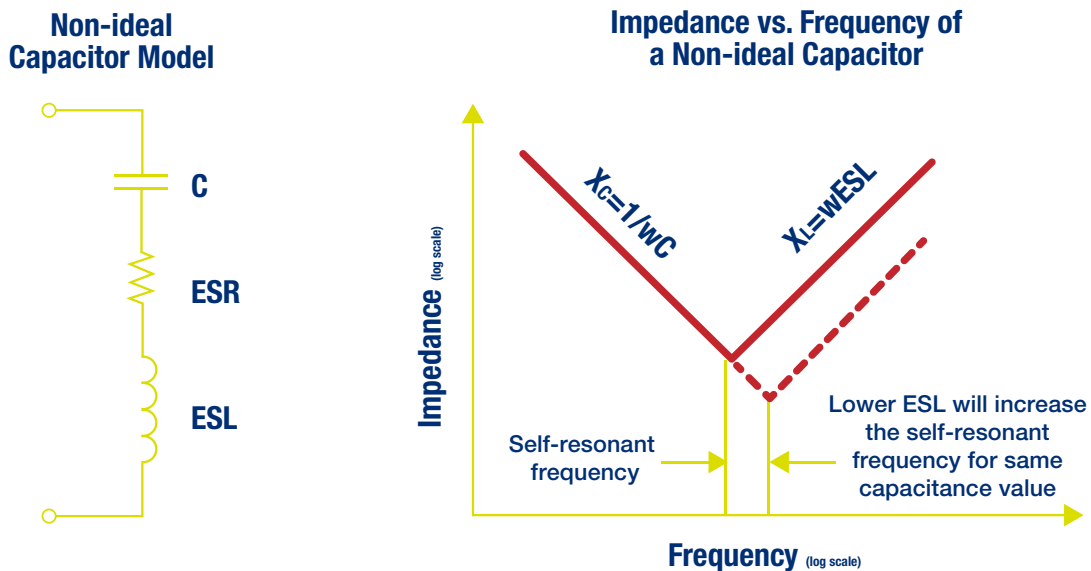 Non-ideal
Capacitor Model
C
ESR
ESL
Impedance vs. Frequency of
a Non-ideal Capacitor
Impedance (log scale)
XC=1/wC
XL=wESL
Self-resonant
frequency
Lower ESL will increase
the self-resonant
frequency for same
capacitance value
Frequency (log scale)